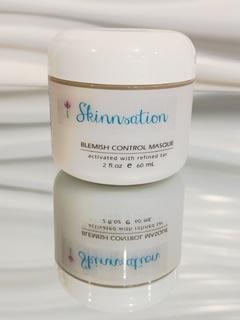 Skinnsation
BLEMISH CONTROL MASQUE
activated with refined tar
2 fl.oz e 60 mL